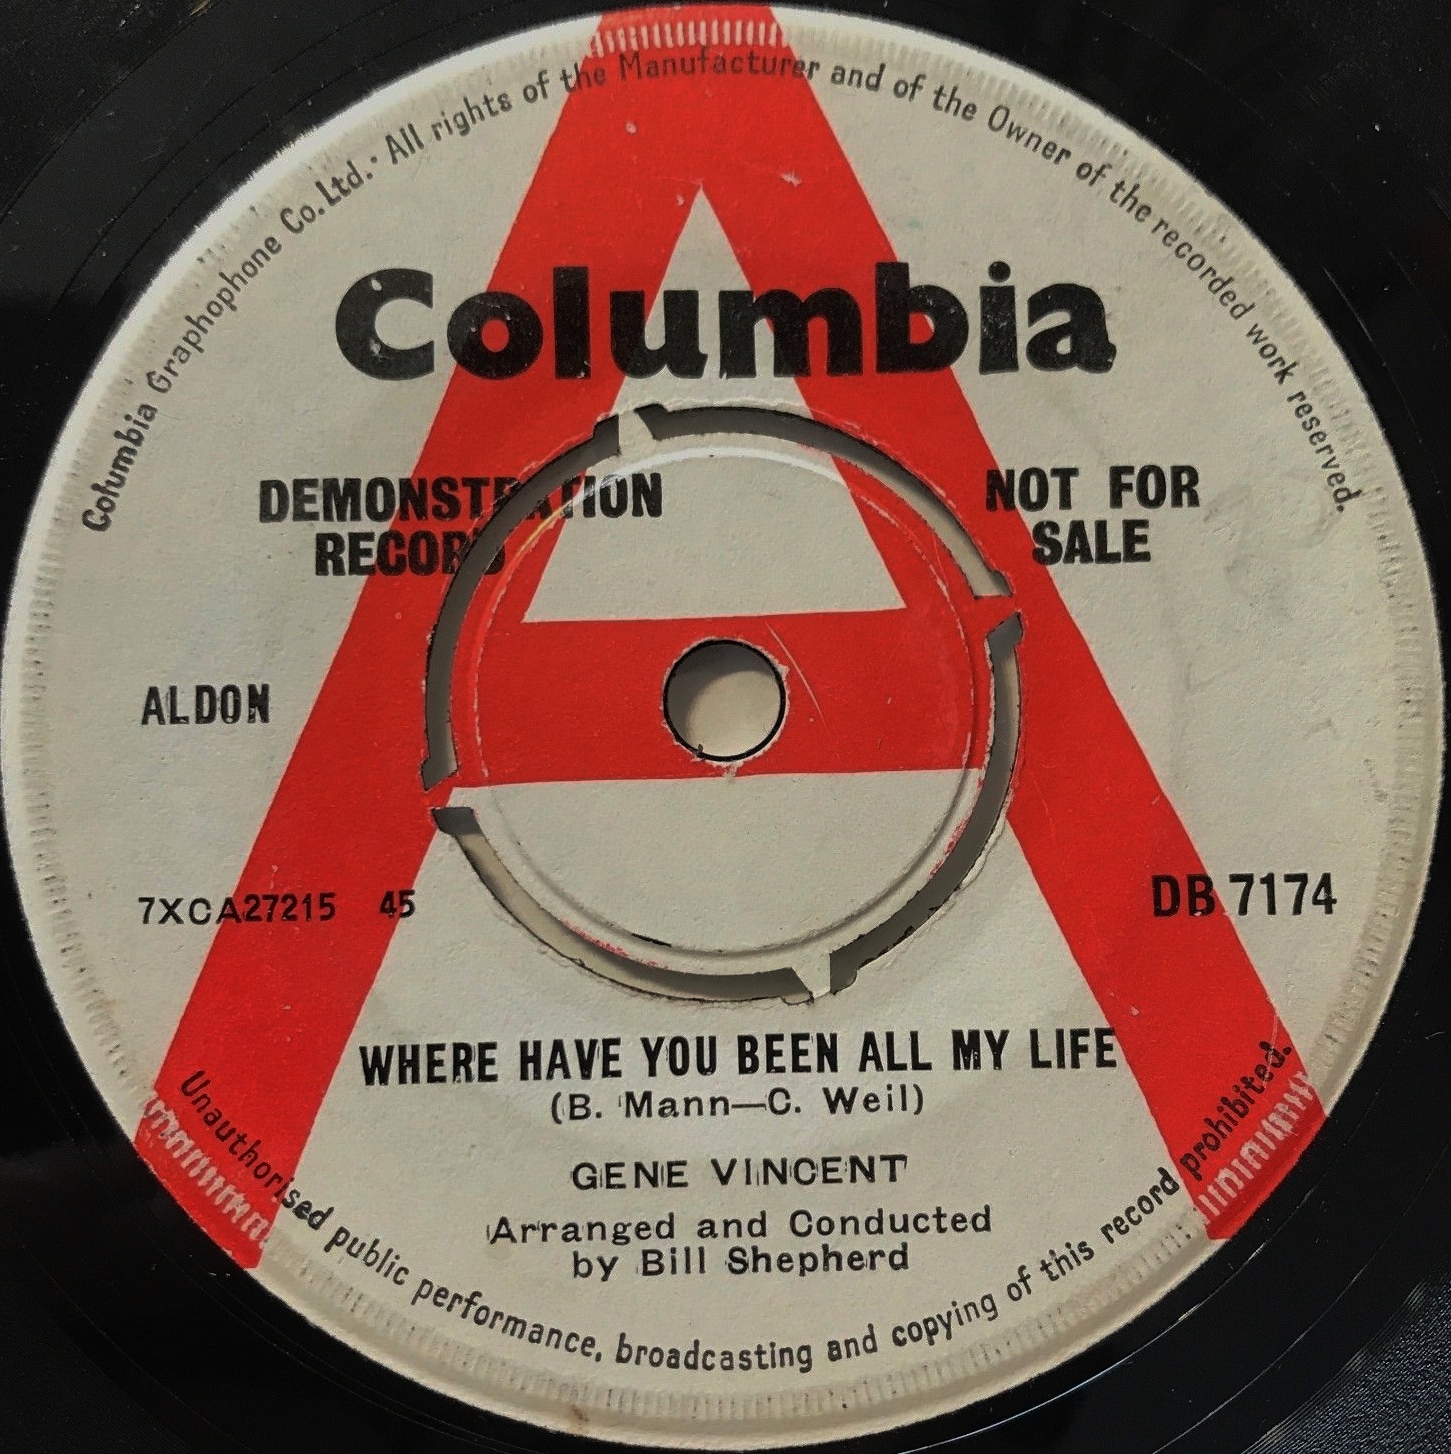 Columbia Graphophone Co. Ltd. · All rights of the Manufacturer and of the Owner of the recorded work reserved.
Columbia
DEMONSTRATION
RECORD
NOT FOR
SALE
ALDON
7XCA27215 45
DB 7174
WHERE HAVE YOU BEEN ALL MY LIFE
(B. Mann—C. Weil)
GENE VINCENT
Arranged and Conducted
by Bill Shepherd
Unauthorised public performance, broadcasting and copying of this record prohibited.